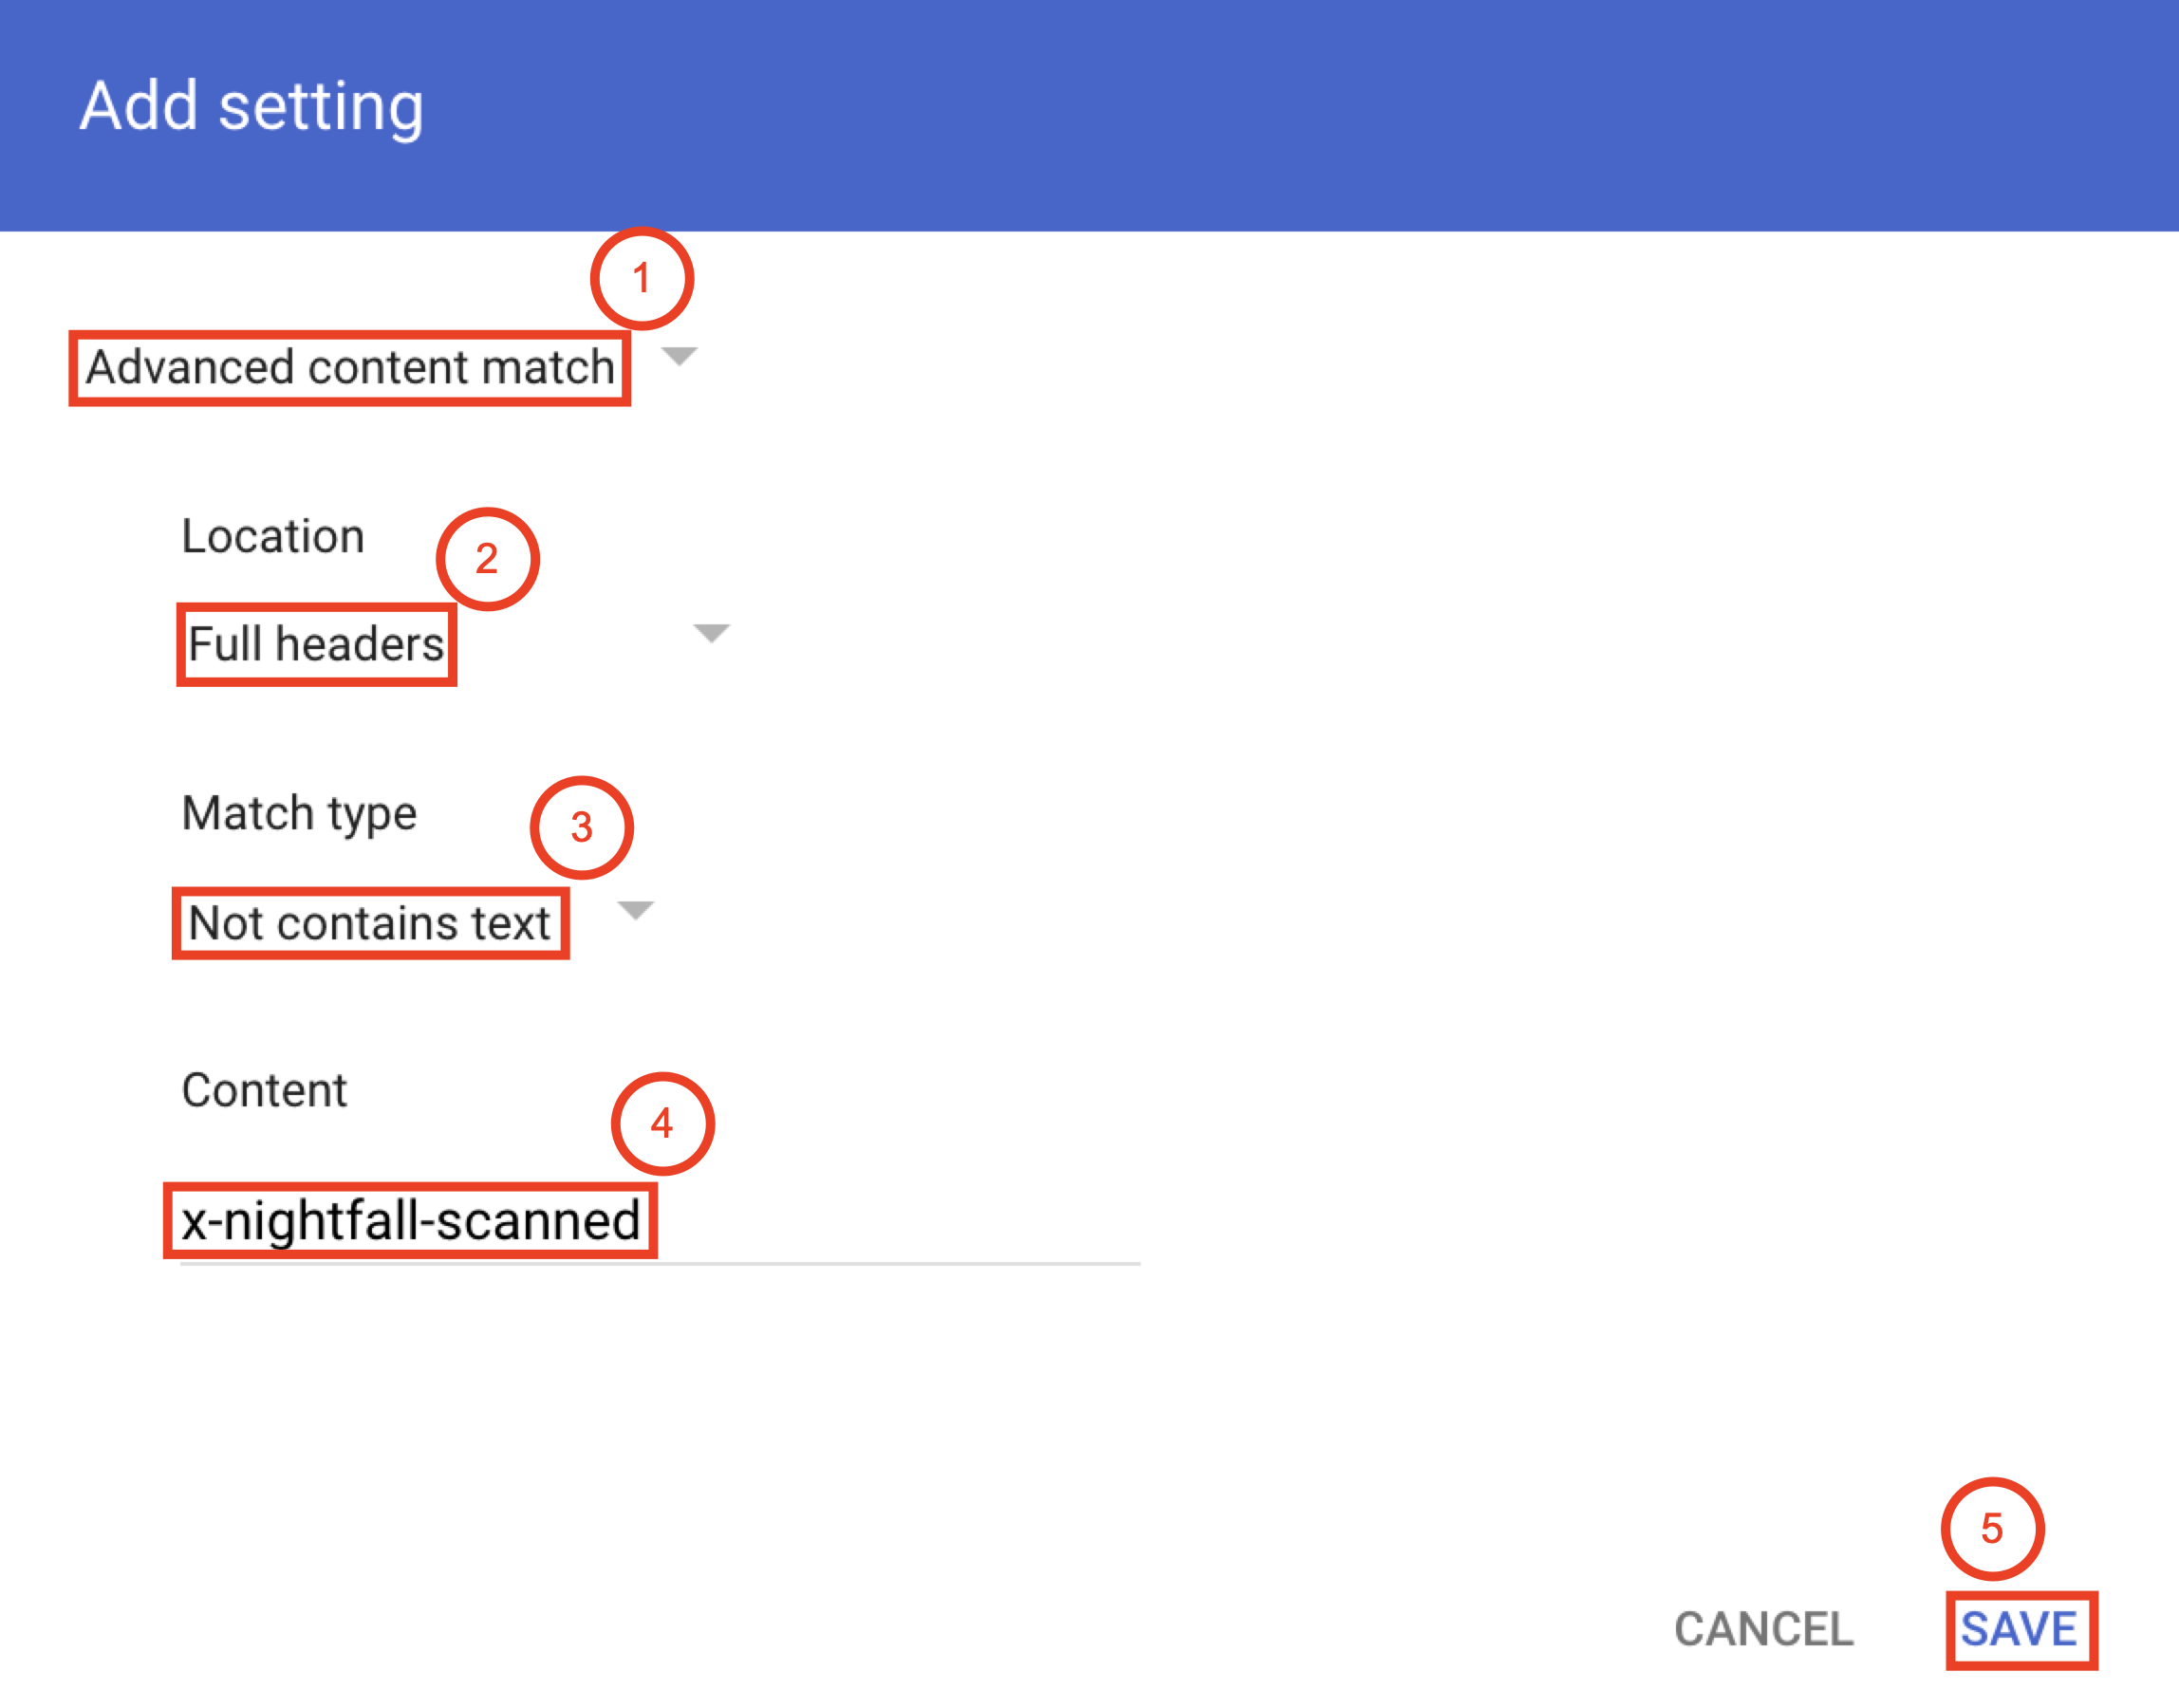 Add setting
1
Advanced content match
Location
2
Full headers
Match type
3
Not contains text
Content
4
x-nightfall-scanned
5
CANCEL SAVE